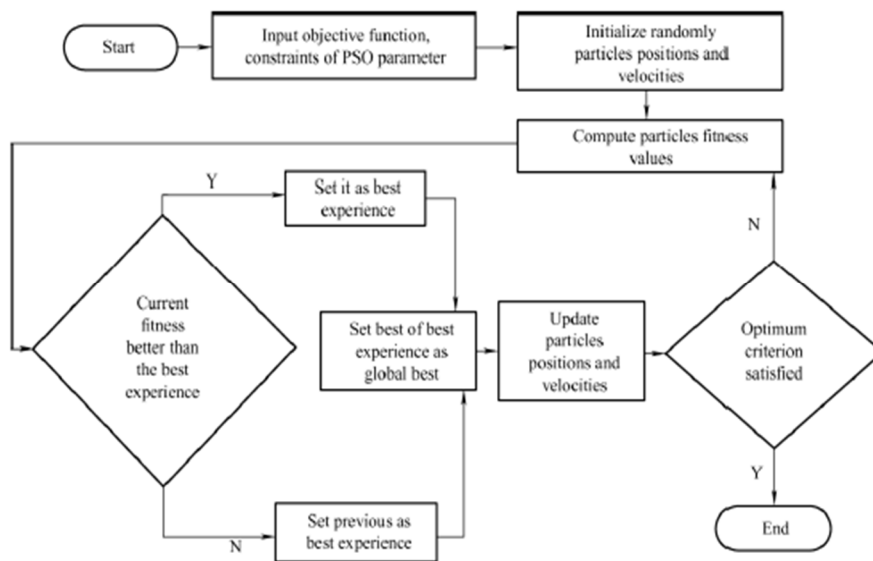 Start
Input objective function,
constraints of PSO parameter
Initialize randomly
particles positions and
velocities
Compute particles fitness
values
Y
Set it as best
experience
N
Current
fitness
better than
the best
experience
Set best of best
experience as
global best
Update
particles
positions and
velocities
Optimum
criterion
satisfied
Y
N
Set previous as
best experience
End